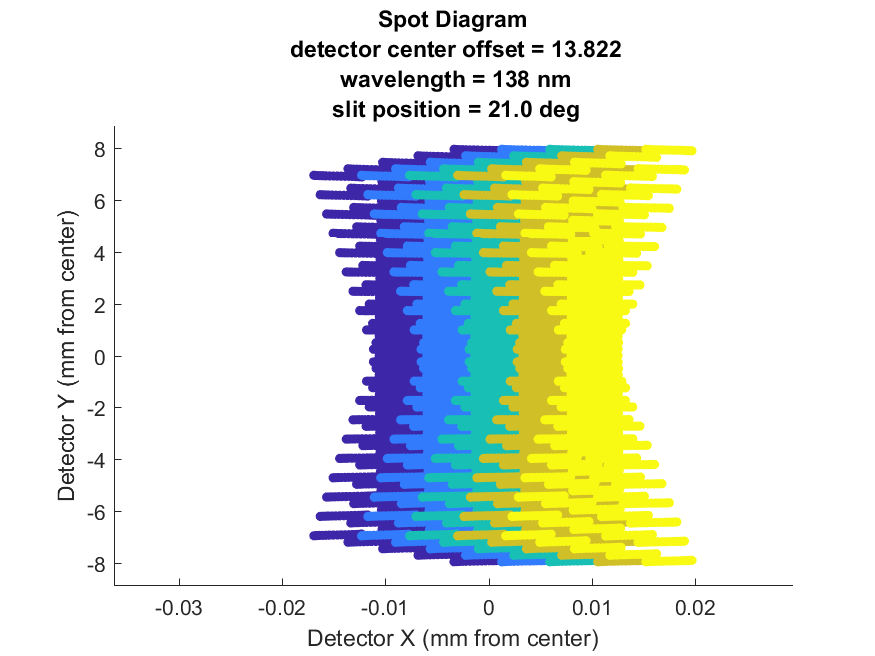 Spot Diagram
detector center offset = 13.822
wavelength = 138 nm
slit position = 21.0 deg
8
6
4
2
0
-2
-4
-6
-8
Detector Y (mm from center)
-0.03 -0.02 -0.01 0 0.01 0.02
Detector X (mm from center)